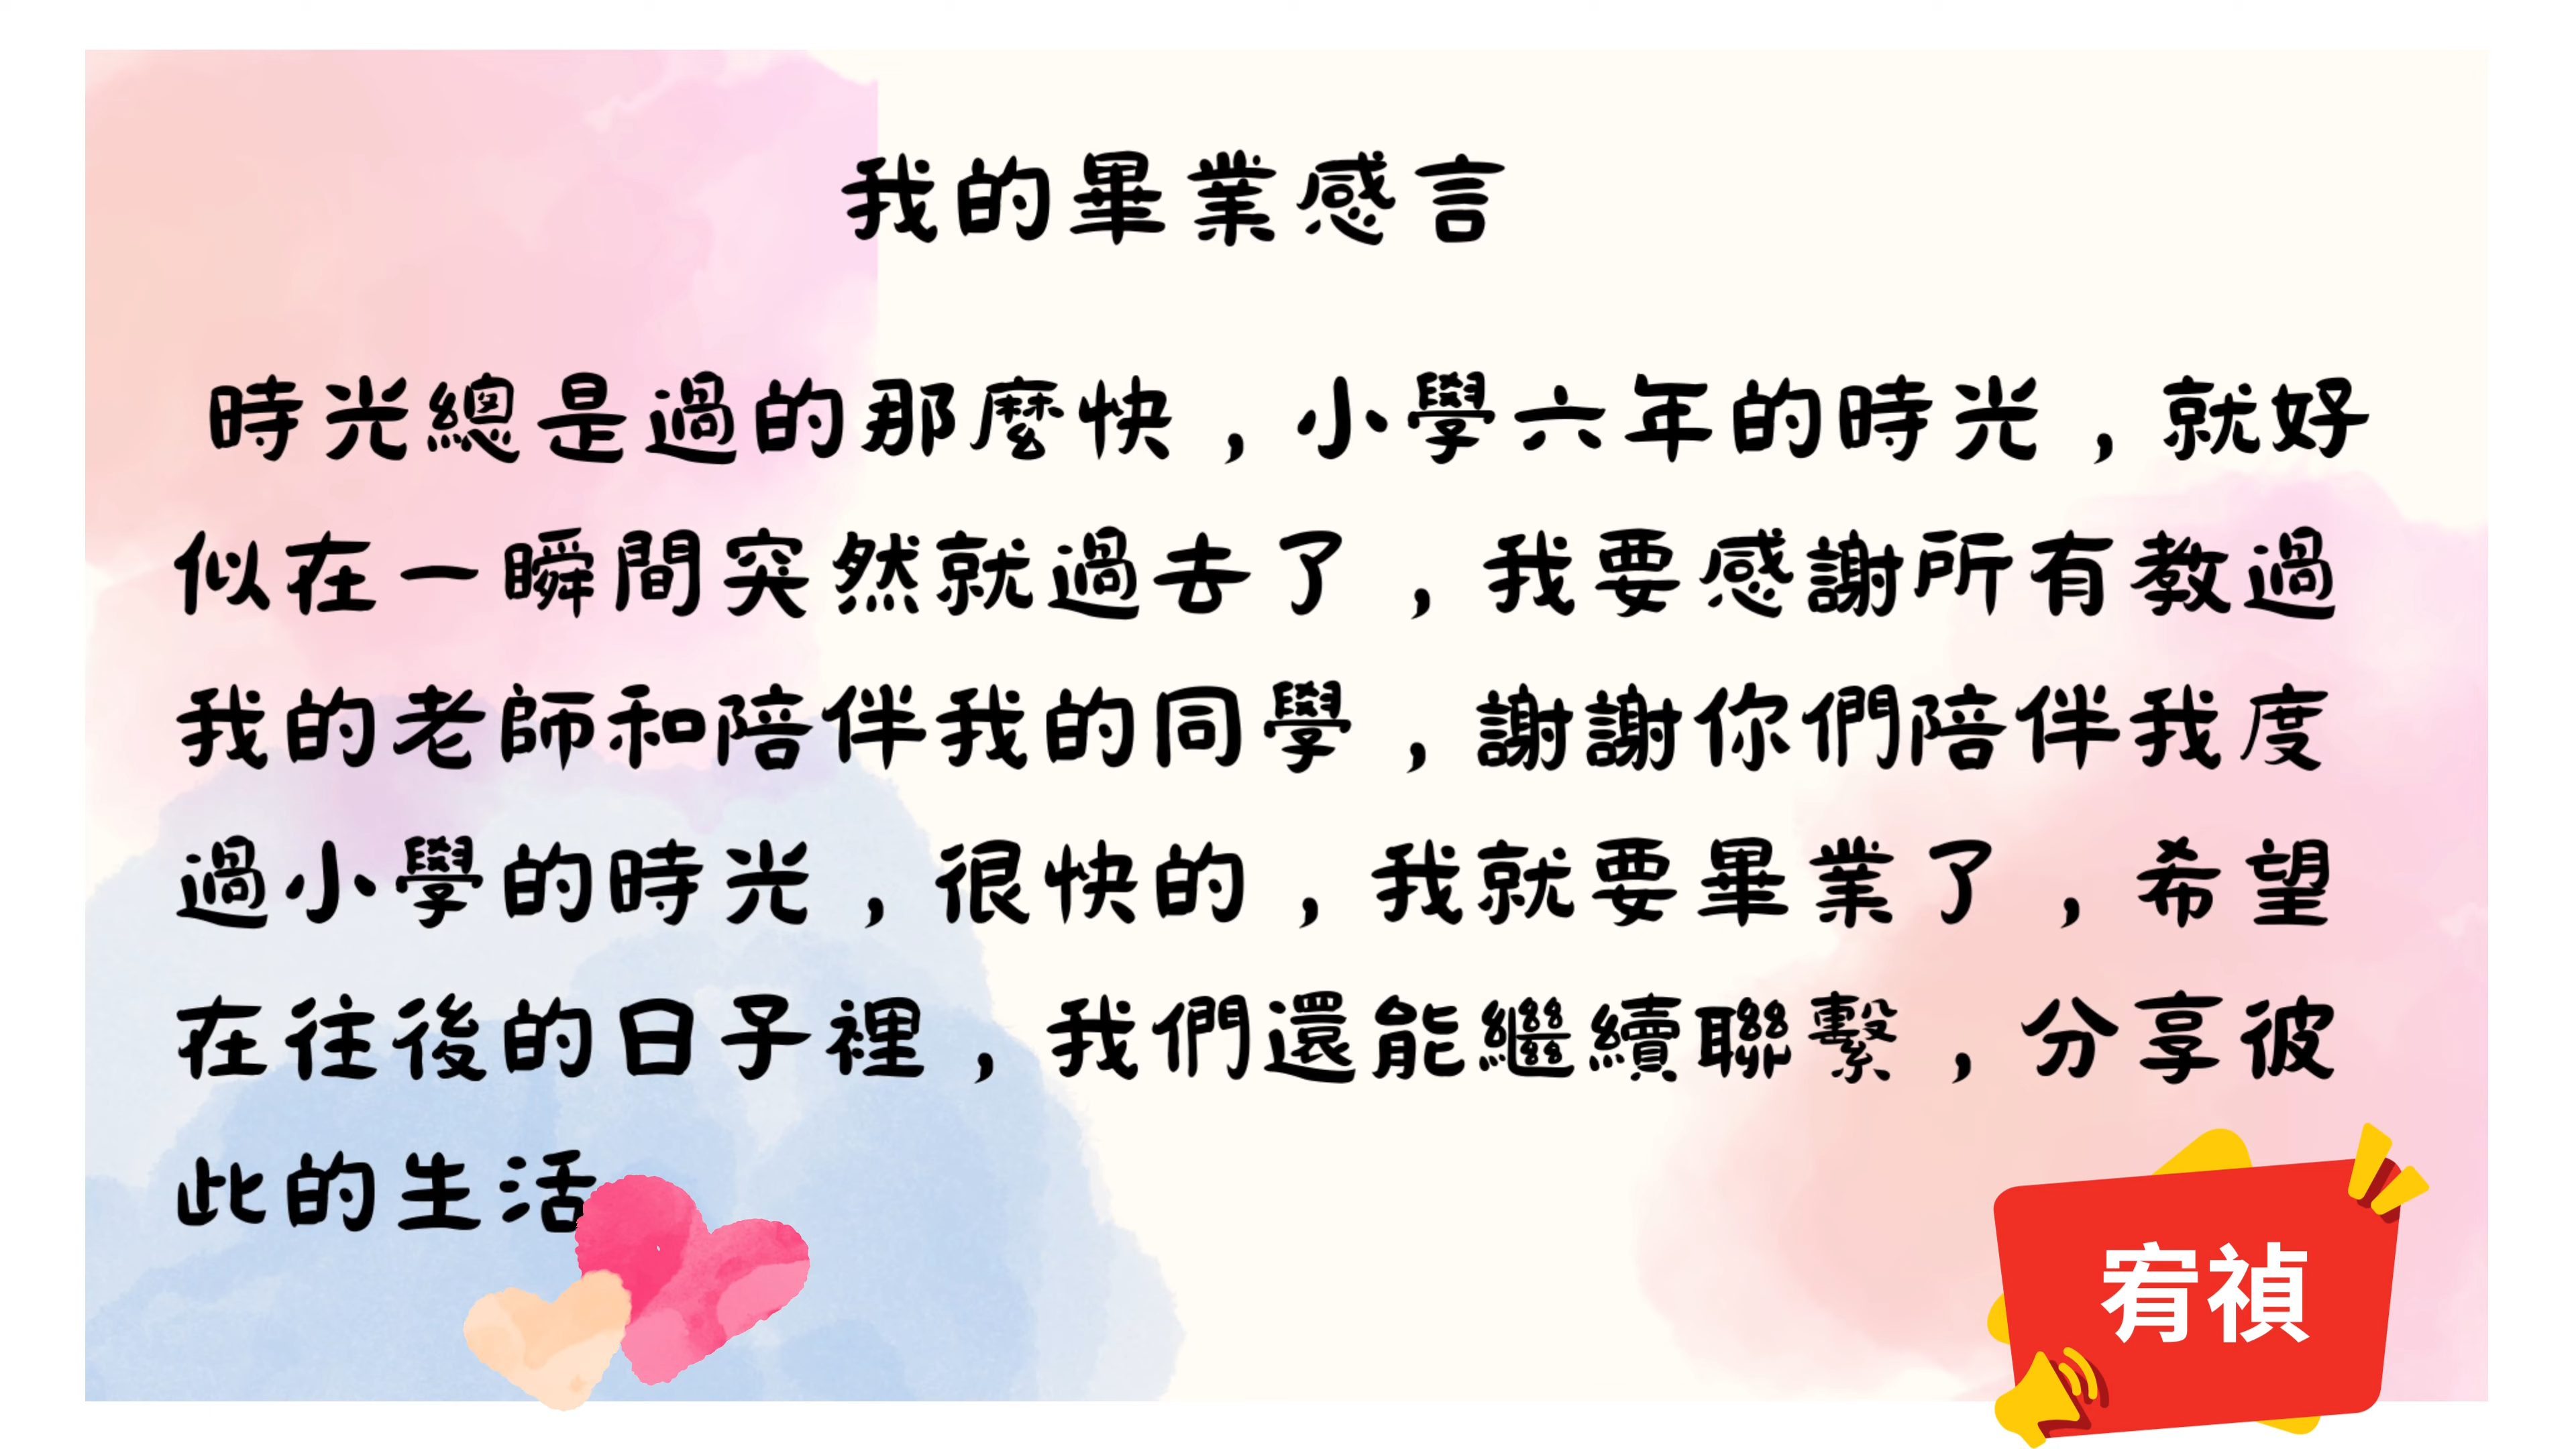 我的畢業感言
時光總是過的那麼快,小學六年的時光,就好
似在一瞬間突然就過去了,我要感謝所有教過
我的老師和陪伴我的同學,謝謝你們陪伴我度
過小學的時光,很快的,我就要畢業了,希望
在往後的日子裡,我們還能繼續聯繫,分享彼
此的生活
宥禎